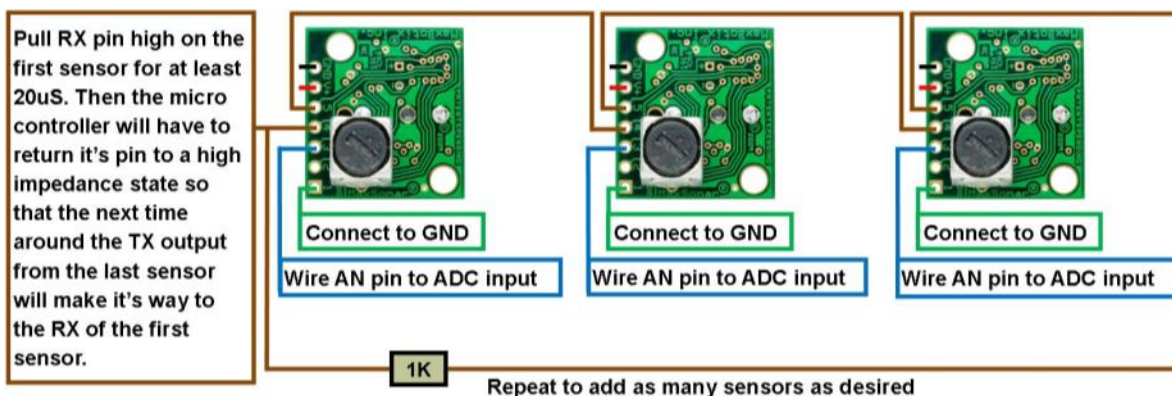 Pull RX pin high on the
first sensor for at least
20uS. Then the micro
controller will have to
return it's pin to a high
impedance state so
that the next time
around the TX output
from the last sensor
will make it's way to
the RX of the first
sensor.
Connect to GND
Wire AN pin to ADC input
Connect to GND
Wire AN pin to ADC input
Connect to GND
Wire AN pin to ADC input
1K
Repeat to add as many sensors as desired